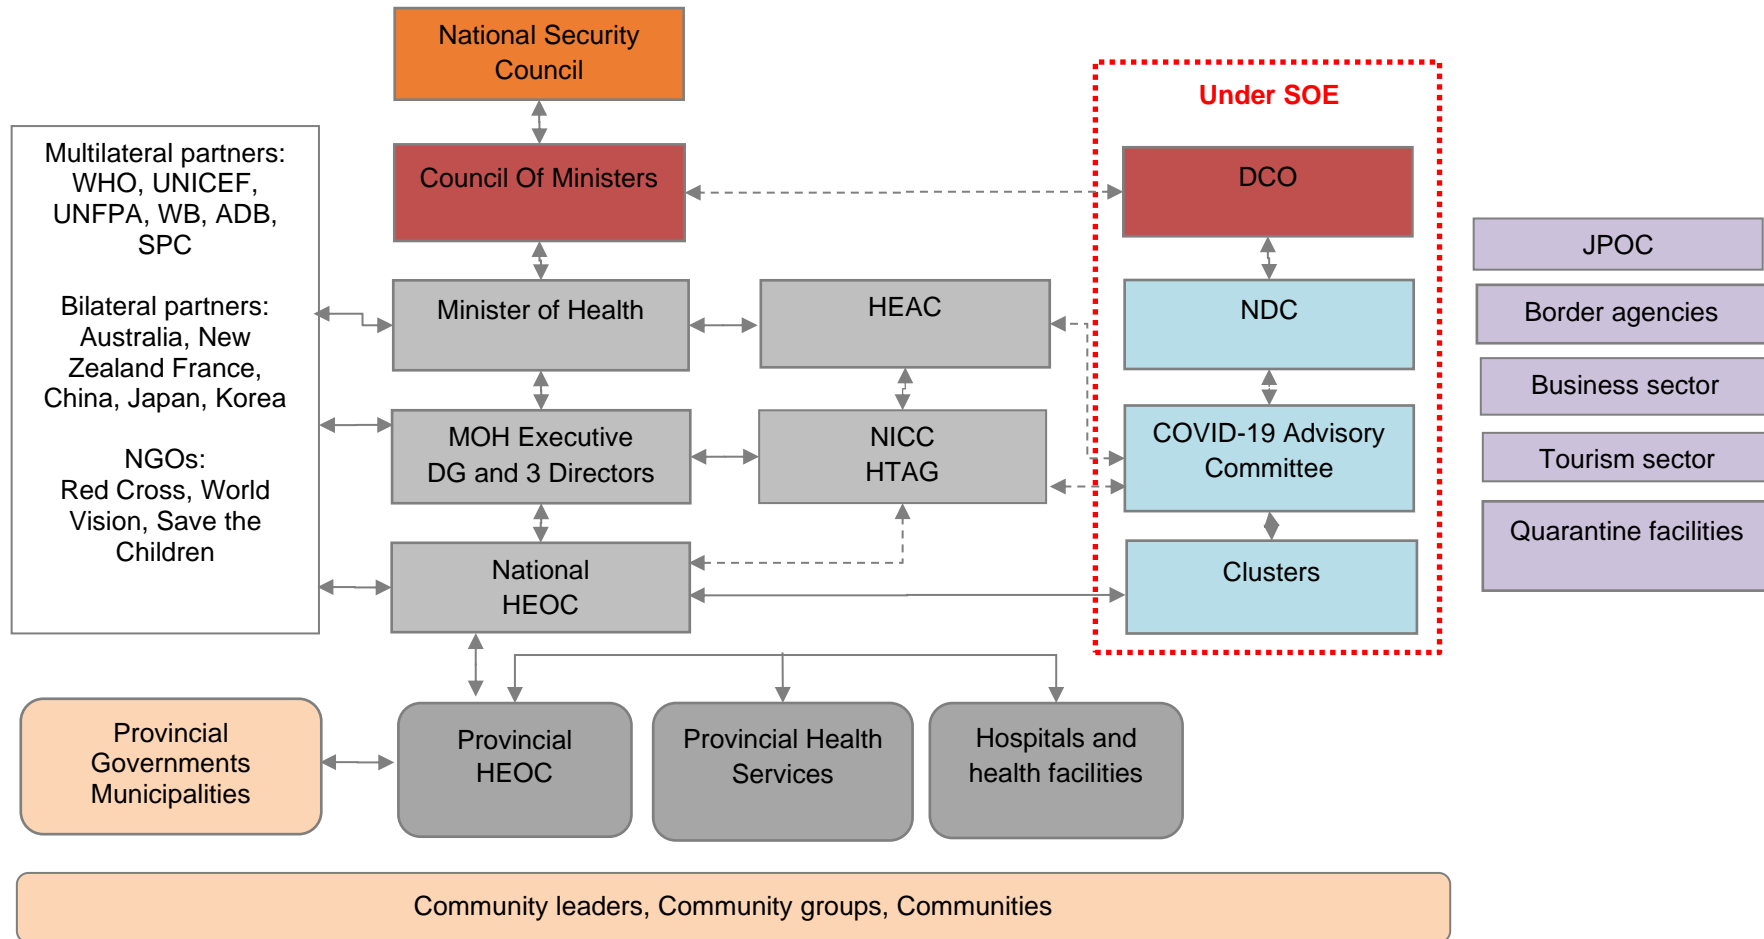 National Security
Council
Under SOE
Multilateral partners:
WHO, UNICEF,
UNFPA, WB, ADB,
SPC
Bilateral partners:
Australia, New
Zealand France,
China, Japan, Korea
NGOs:
Red Cross, World
Vision, Save the
Children
Council Of Ministers
DCO
Minister of Health
HEAC
NDC
MOH Executive
DG and 3 Directors
NICC
HTAG
COVID-19 Advisory
Committee
National
HEOC
Clusters
JPOC
Border agencies
Business sector
Tourism sector
Quarantine facilities
Provincial
Governments
Municipalities
Provincial
HEOC
Provincial Health
Services
Hospitals and
health facilities
Community leaders, Community groups, Communities